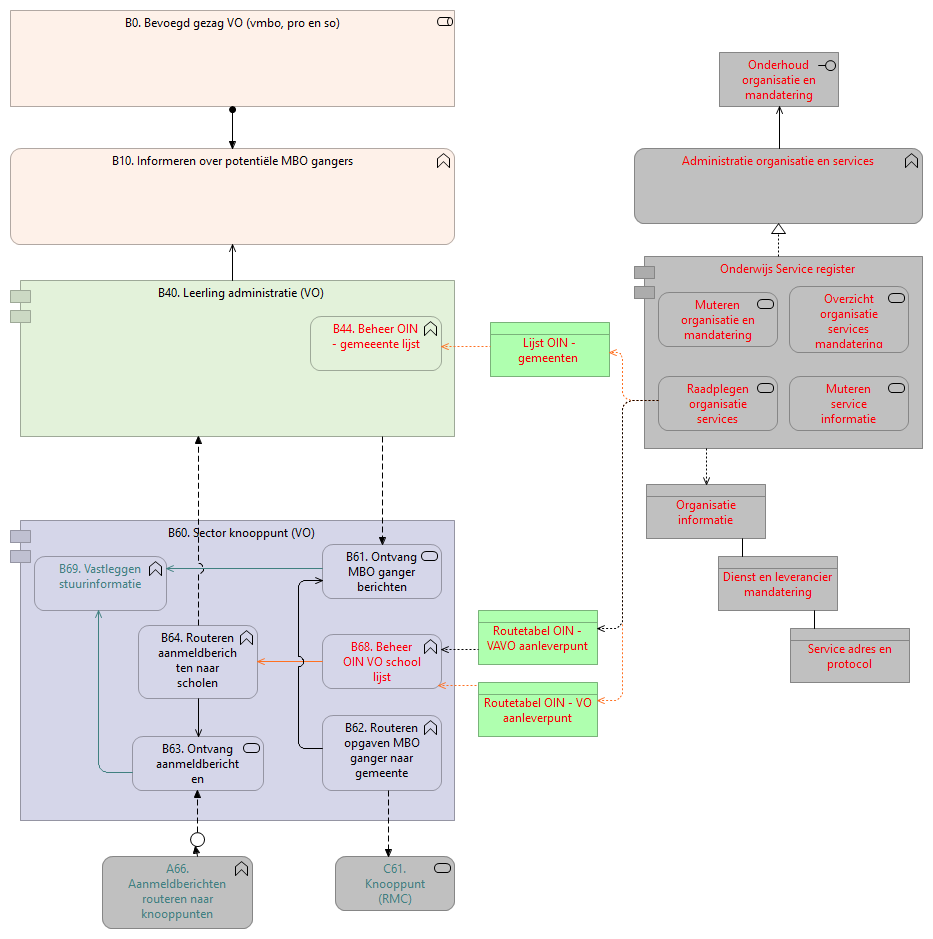 B0. Bevoegd gezag VO (vmbo, pro en so)
B10. Informeren over potentiële MBO gangers
B40. Leerling administratie (VO)
B44. Beheer OIN
- gemeeente lijst
Lijst OIN -
gemeenten
Onderhoud
organisatie en
mandatering
Administratie organisatie en services
Onderwijs Service register
Muteren
organisatie en
mandatering
Overzicht
organisatie
services
mandatering
Raadplegen
organisatie
services
Muteren
service
informatie
Organisatie
informatie
Dienst en leverancier
mandatering
Service adres en
protocol
B60. Sector knooppunt (VO)
B69. Vastleggen
stuurinformatie
B61. Ontvang
MBO ganger
berichten
B64. Routeren
aanmeldberich
ten naar
scholen
B68. Beheer
OIN VO school
lijst
Routetabel OIN -
VAVO aanleverpunt
Routetabel OIN - VO
aanleverpunt
B63. Ontvang
aanmeldbericht
en
B62. Routeren
opgaven MBO
ganger naar
gemeente
A66.
Aanmeldberichten
routeren naar
knooppunten
C61.
Knooppunt
(RMC)